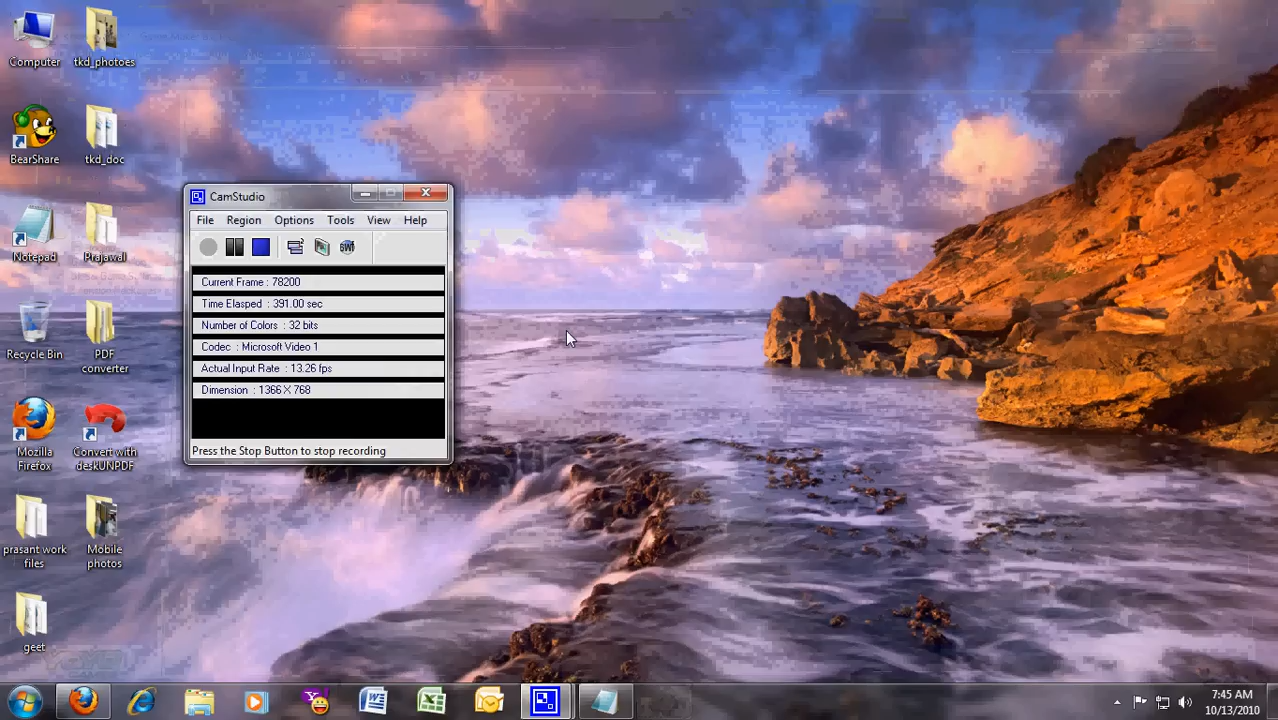 Computer
tkd_photoes
BearShare
tkd_doc
Notepad
Prajawal
Recycle Bin
PDF
converter
Mozilla
Firefox
Convert with
deskUNPDF
prasant work
files
Mobile
photos
geet
CamStudio
File Region Options Tools View Help
SWF
Current Frame : 78200
Time Elasped : 391.00 sec
Number of Colors : 32 bits
Codec : Microsoft Video 1
Actual Input Rate : 13.26 fps
Dimension : 1366 X 768
Press the Stop Button to stop recording
7:45 AM
10/13/2010